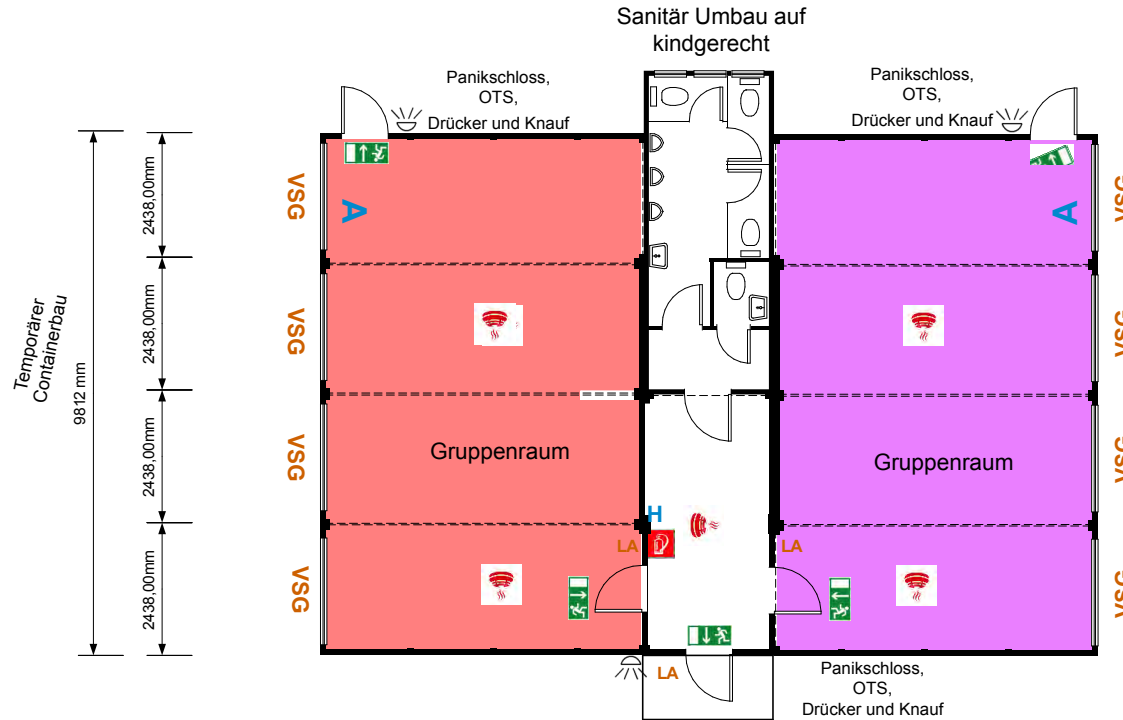 Sanitär Umbau auf
kindgerecht
Panikschloss,
OTS,
Drücker und Knauf
Panikschloss,
OTS,
Drücker und Knauf
Temporärer
Containerbau
9812 mm
2438,00mm
2438,00mm
2438,00mm
2438,00mm
VSG
VSG
VSG
VSG
A
A
VSG
VSG
VSG
VSG
Gruppenraum
Gruppenraum
H
LA
LA
LA
Panikschloss,
OTS,
Drücker und Knauf